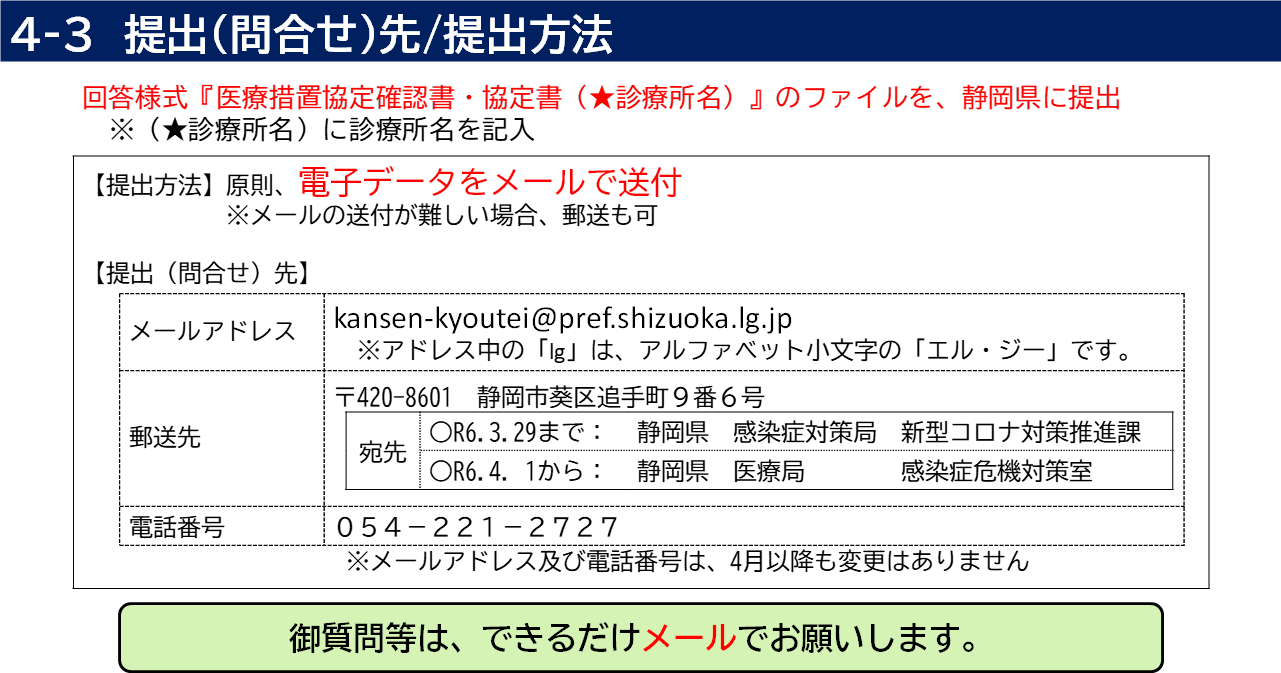 4-3 提出(問合せ)先/提出方法
回答様式『医療措置協定確認書・協定書（★診療所名）』のファイルを、静岡県に提出
※（★診療所名）に診療所名を記入
【提出方法】原則、電子データをメールで送付
※メールの送付が難しい場合、郵送も可
【提出（問合せ）先】
メールアドレス
kansen-kyoutei@pref.shizuoka.lg.jp
※アドレス中の「lg」は、アルファベット小文字の「エル・ジー」です。
郵送先
〒420-8601 静岡市葵区追手町９番６号
宛先
○R6.3.29まで： 静岡県 感染症対策局 新型コロナ対策推進課
○R6.4. 1から： 静岡県 医療局 感染症危機対策室
電話番号
０５４－２２１－２７２７
※メールアドレス及び電話番号は、4月以降も変更はありません
御質問等は、できるだけメールでお願いします。